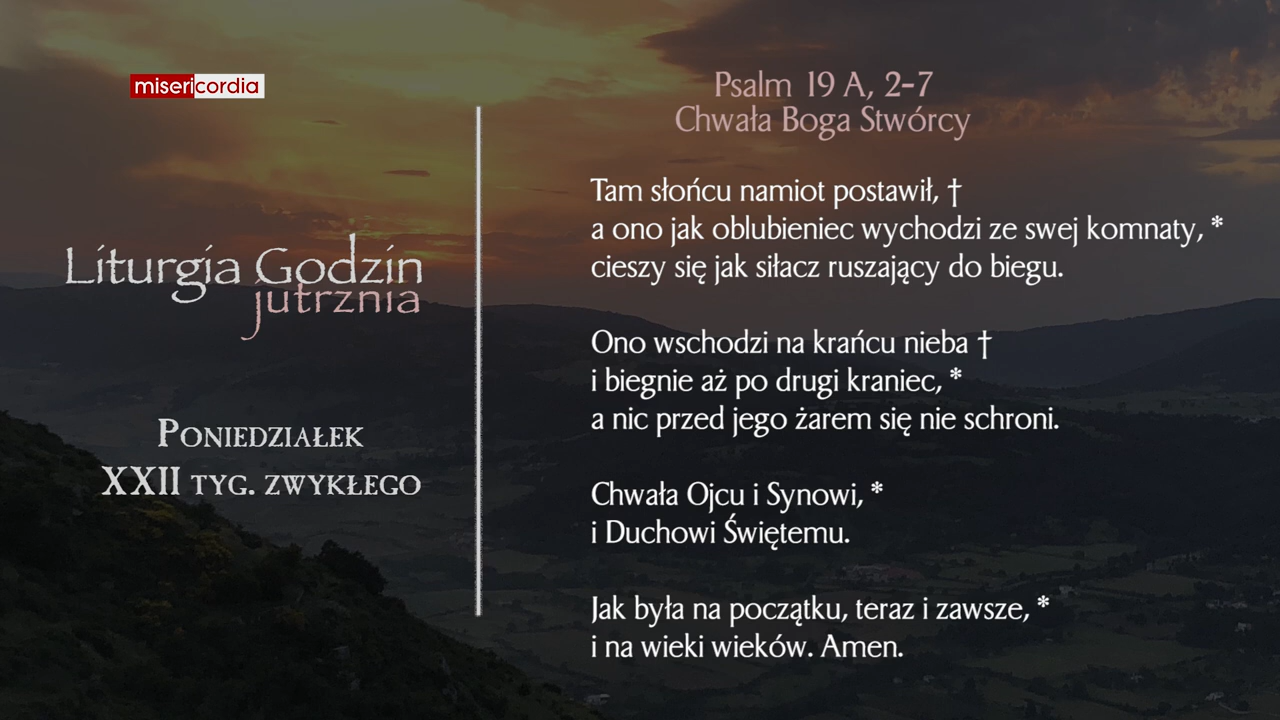 misericordia
Liturgia Godzin
jutrznia
Poniedziałek
XXII tyg. zwykłego
Psalm 19 A, 2-7
Chwała Boga Stwórcy
Tam słońcu namiot postawił, †
a ono jak oblubieniec wychodzi ze swej komnaty, *
cieszy się jak siłacz ruszający do biegu.
Ono wschodzi na krańcu nieba †
i biegnie aż po drugi kraniec, *
a nic przed jego żarem się nie schroni.
Chwała Ojcu i Synowi, *
i Duchowi Świętemu.
Jak była na początku, teraz i zawsze, *
i na wieki wieków. Amen.